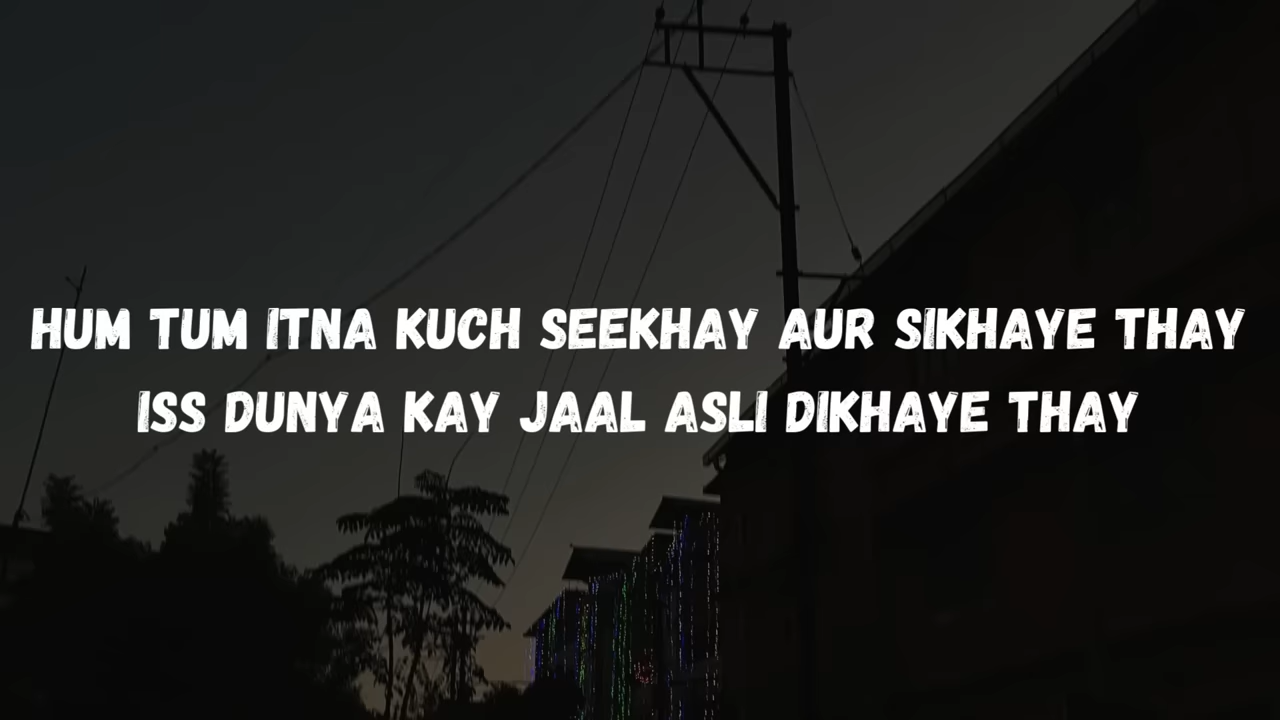 HUM TUM ITNA KUCH SEEKHAY AUR SIKHAYE THAY
ISS DUNYA KAY JAAL ASLI DIKHAYE THAY